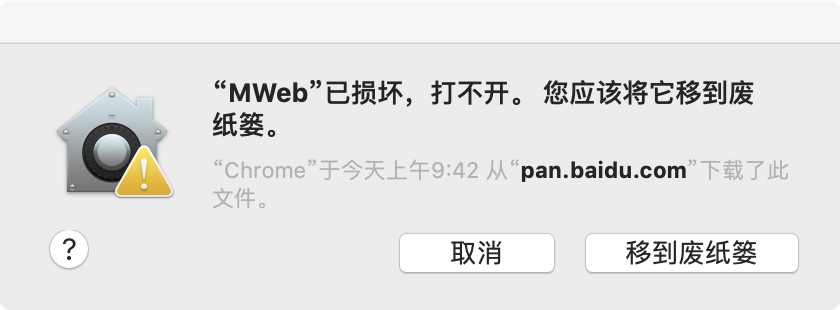 “MWeb”已损坏，打不开。 您应该将它移到废
纸篓。
“Chrome”于今天上午9:42 从“pan.baidu.com”下载了此
文件。
?
取消
移到废纸篓